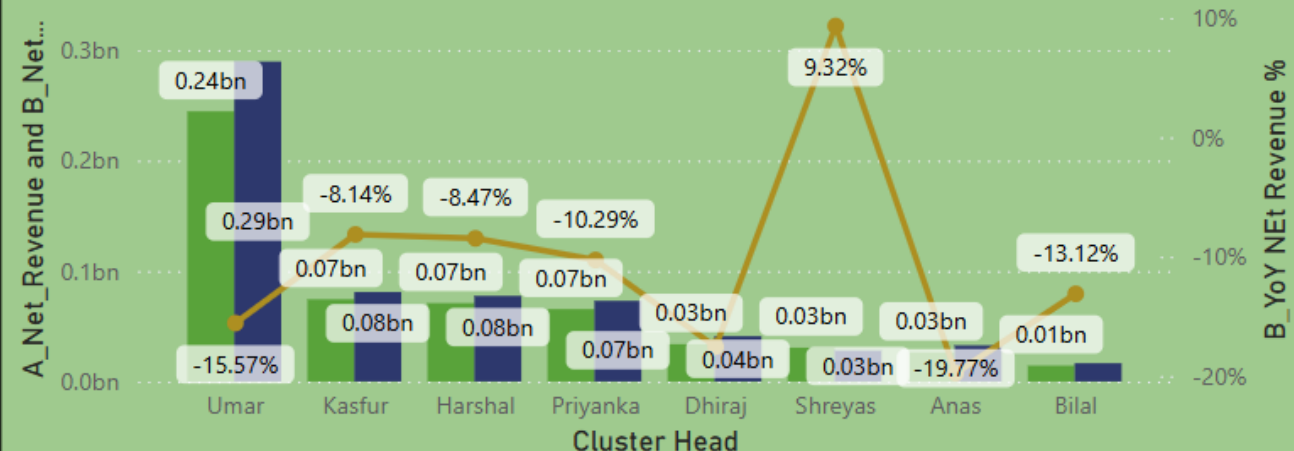 A_Net_Revenue and B_Net...
0.3bn
0.2bn
0.1bn
0.0bn
0.24bn
0.29bn
-15.57%
-8.14%
0.07bn
0.08bn
-8.47%
0.07bn
0.08bn
-10.29%
0.07bn
0.07bn
0.03bn
0.04bn
9.32%
0.03bn
0.03bn
0.03bn
-19.77%
-13.12%
0.01bn
Umar
Kasfur
Harshal
Priyanka
Dhiraj
Shreyas
Anas
Bilal
Cluster Head
10%
0%
-10%
-20%
B_YoY NEt Revenue %